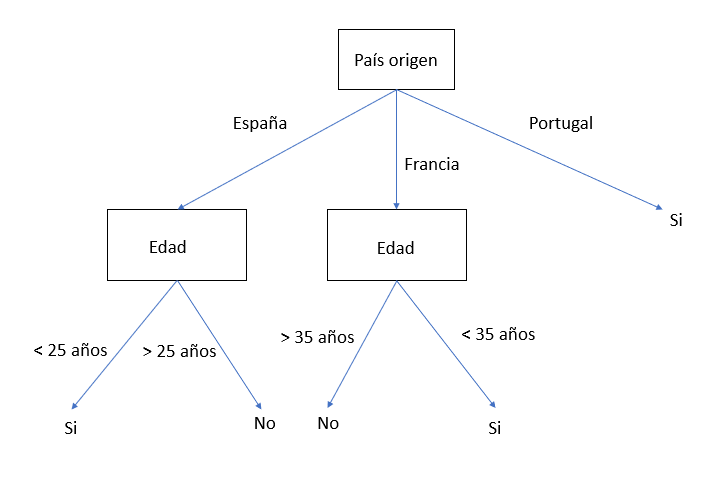 País origen
España
Portugal
Francia
Si
Edad
Edad
< 25 años
> 25 años
> 35 años
< 35 años
Si
No
No
Si